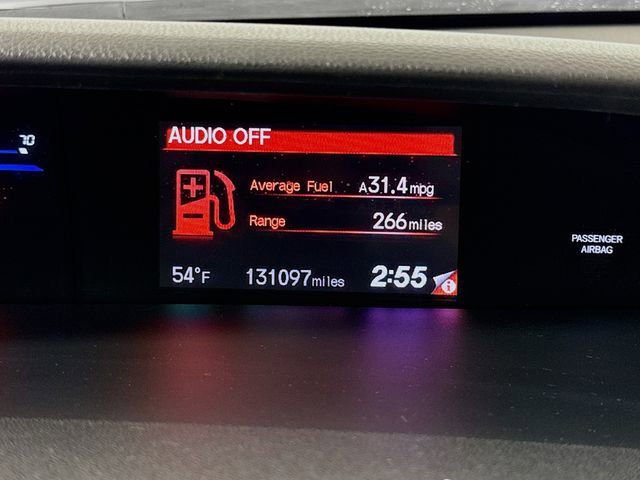 AUDIO OFF
70
Average Fuel A31.4mpg
Range 266miles
PASSENGER
AIRBAG
54°F 131097miles 2:55 i